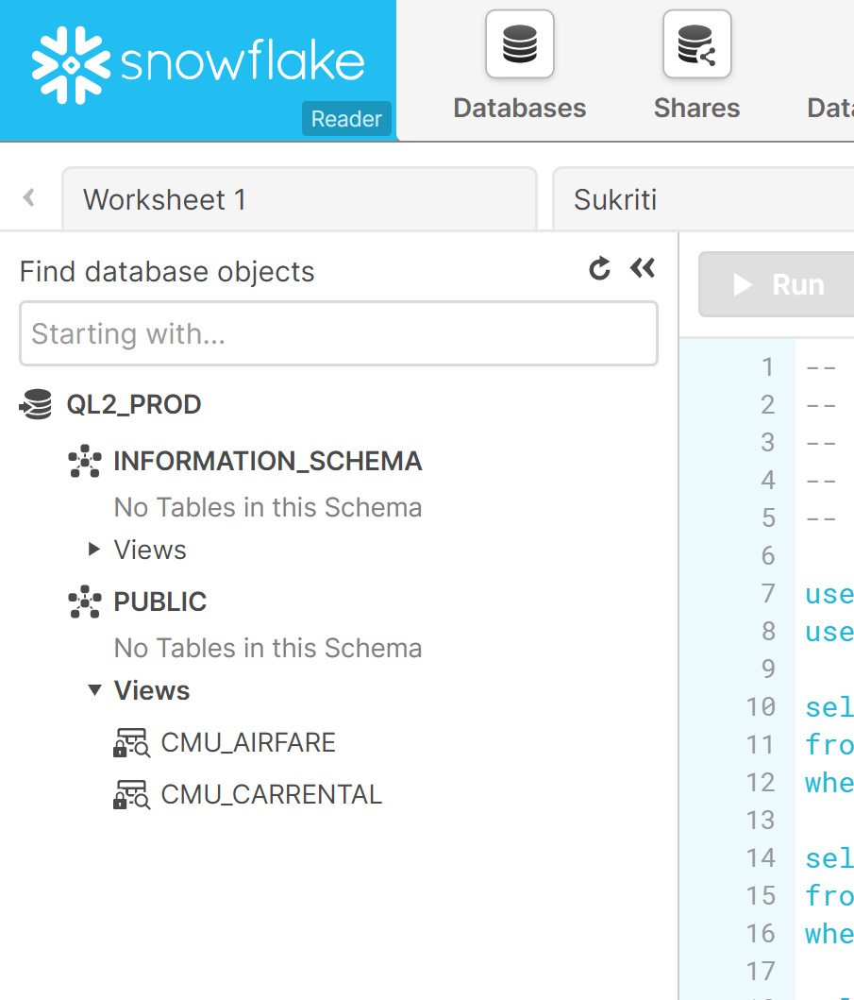 snowflake
Reader
Databases
Shares
Worksheet 1
Sukriti
Find database objects
Starting with...
Run
QL2_PROD
INFORMATION_SCHEMA
No Tables in this Schema
Views
PUBLIC
No Tables in this Schema
Views
CMU_AIRFARE
CMU_CARRENTAL
1 --
2 --
3 --
4 --
5 --
6
7 use
8 use
9
10 sel
11 fro
12 whe
13
14 sel
15 fro
16 whe
17